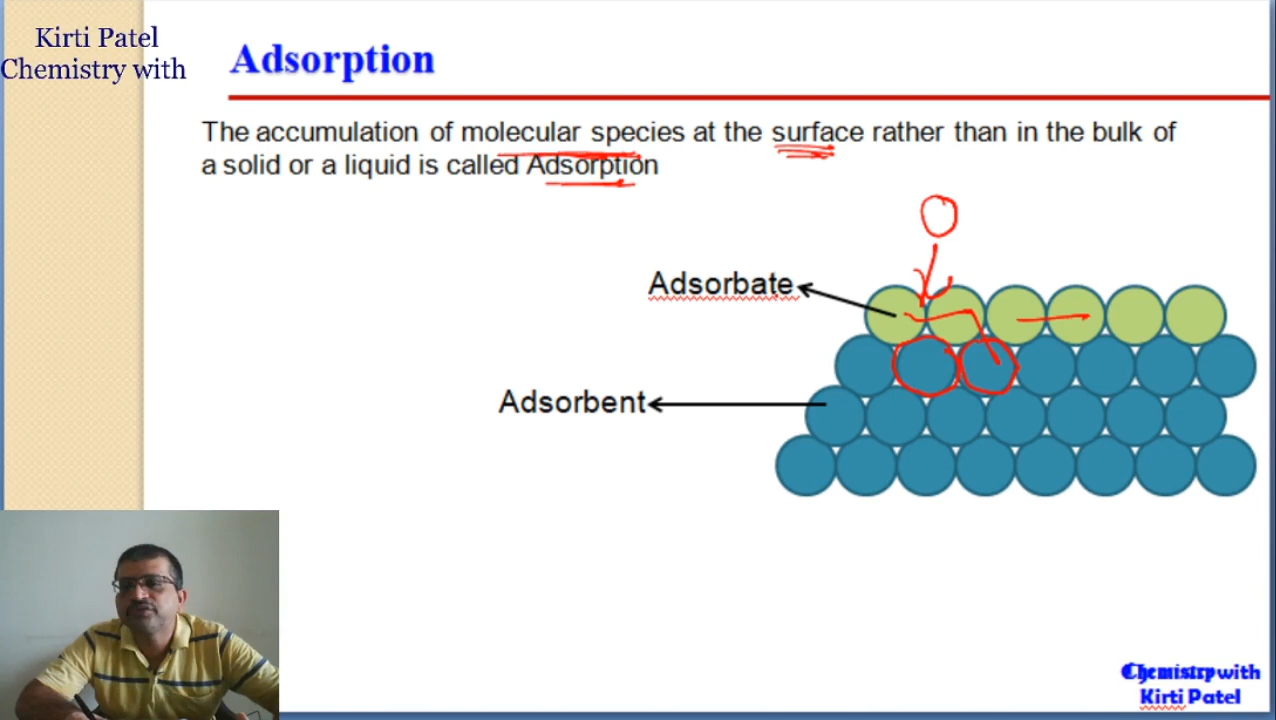 Kirti Patel
Chemistry with
Adsorption
The accumulation of molecular species at the surface rather than in the bulk of
a solid or a liquid is called Adsorption
Adsorbate
Adsorbent
Chemistry with
Kirti Patel